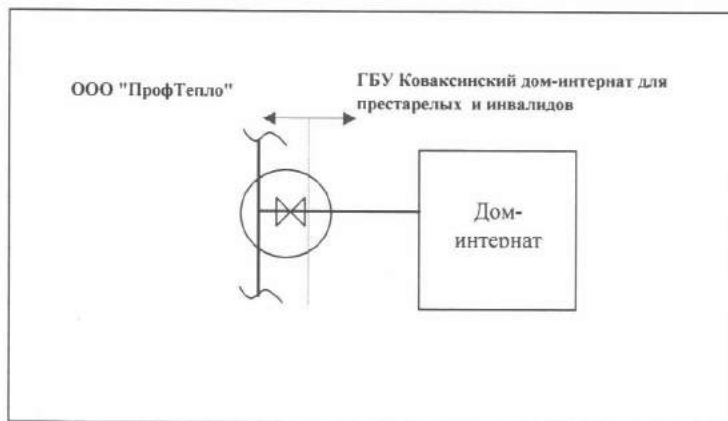 ООО "ПрофТепло"
ГБУ Коваксинский дом-интернат для
престарелых и инвалидов
Дом-
интернат